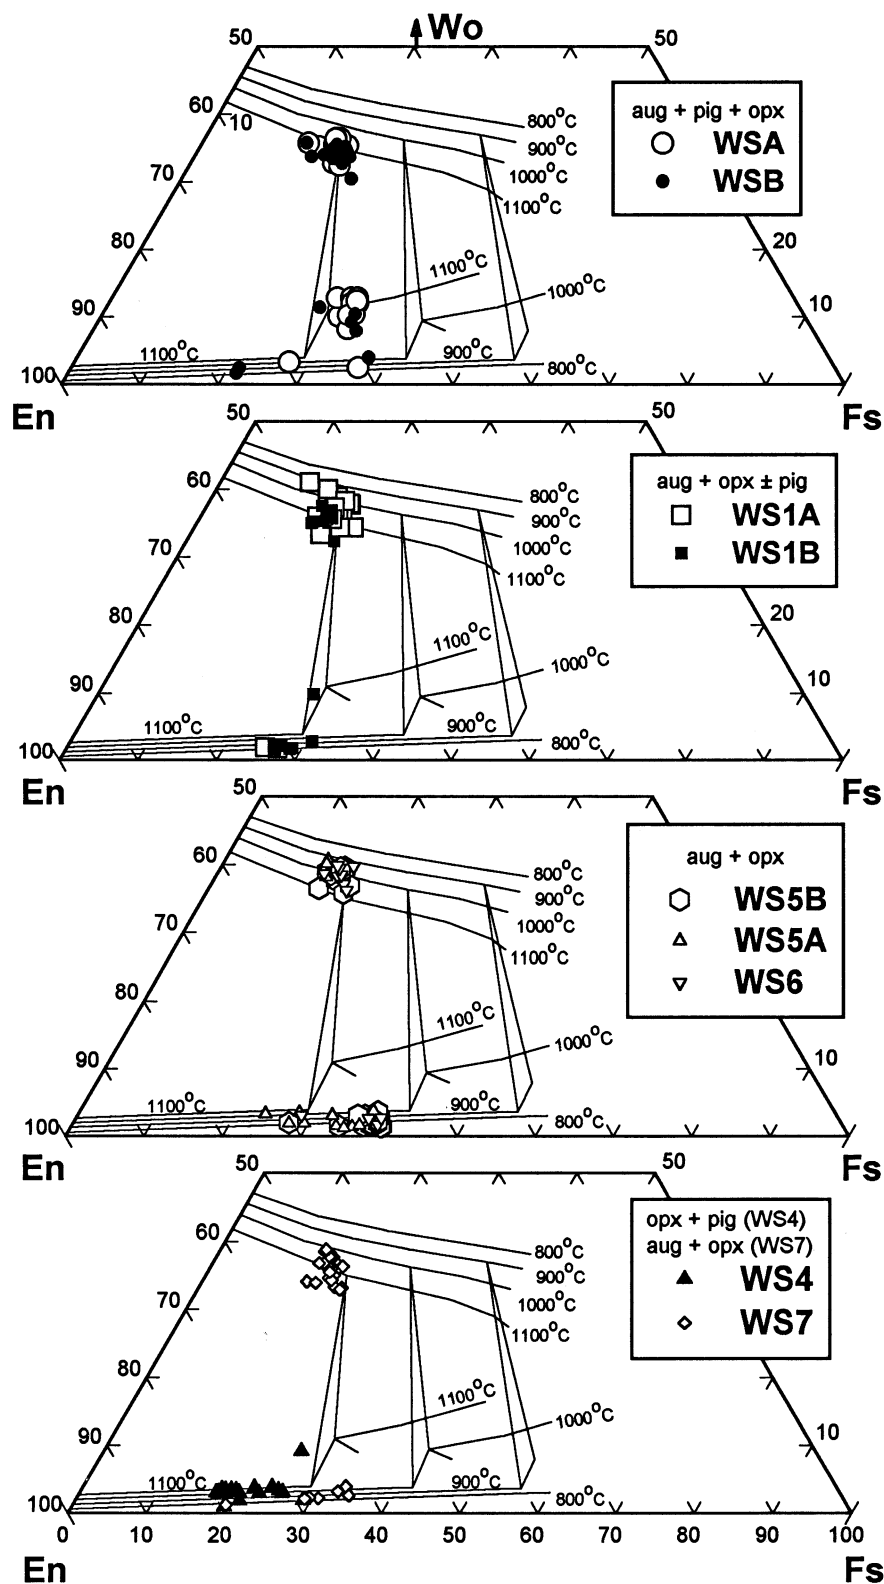 Wo
50
50
60
10
70
80
90
100
800°C
900°C
1000°C
1100°C
aug + pig + opx
WSA
WSB
20
10
1100°C
1000°C
1100°C
900°C
800°C
En
Fs
50
50
60
70
80
90
100
800°C
900°C
1000°C
1100°C
aug + opx ± pig
WS1A
WS1B
20
10
1100°C
1000°C
1100°C
900°C
800°C
En
Fs
50
60
70
80
90
100
800°C
900°C
1000°C
1100°C
aug + opx
WS5B
WS5A
WS6
10
1100°C
1000°C
1100°C
900°C
800°C
En
Fs
50
50
60
70
80
90
100
800°C
900°C
1000°C
1100°C
opx + pig (WS4)
aug + opx (WS7)
WS4
WS7
10
1100°C
1000°C
1100°C
900°C
800°C
0 10 20 30 40 50 60 70 80 90 100
En
Fs